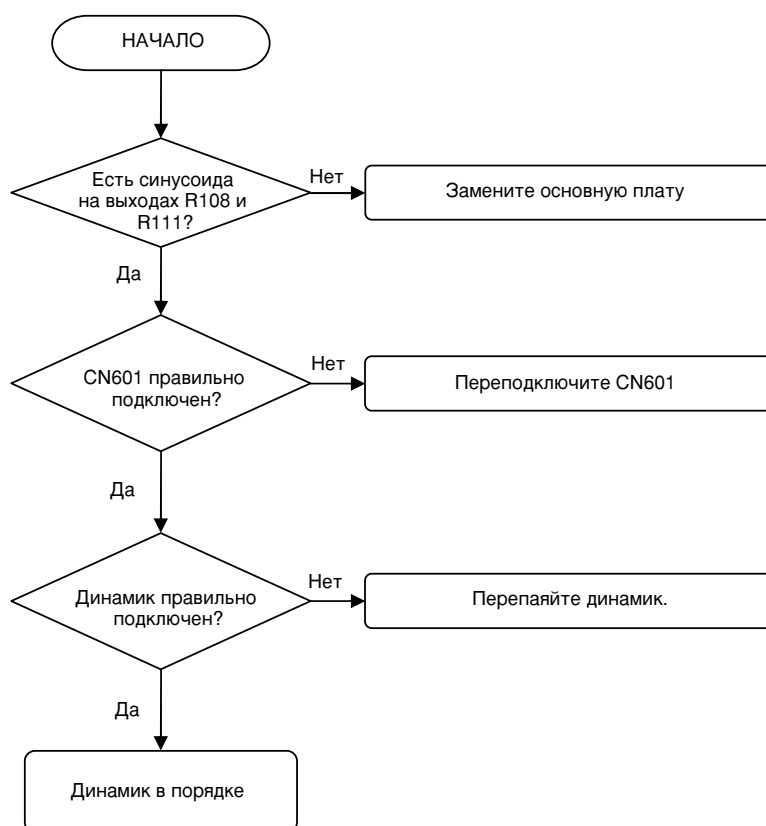 НАЧАЛО
Есть синусоида
на выходах R108 и
R111?
Нет
Замените основную плату
Да
CN601 правильно
подключен?
Нет
Переподключите CN601
Да
Динамик правильно
подключен?
Нет
Перепаяйте динамик.
Да
Динамик в порядке